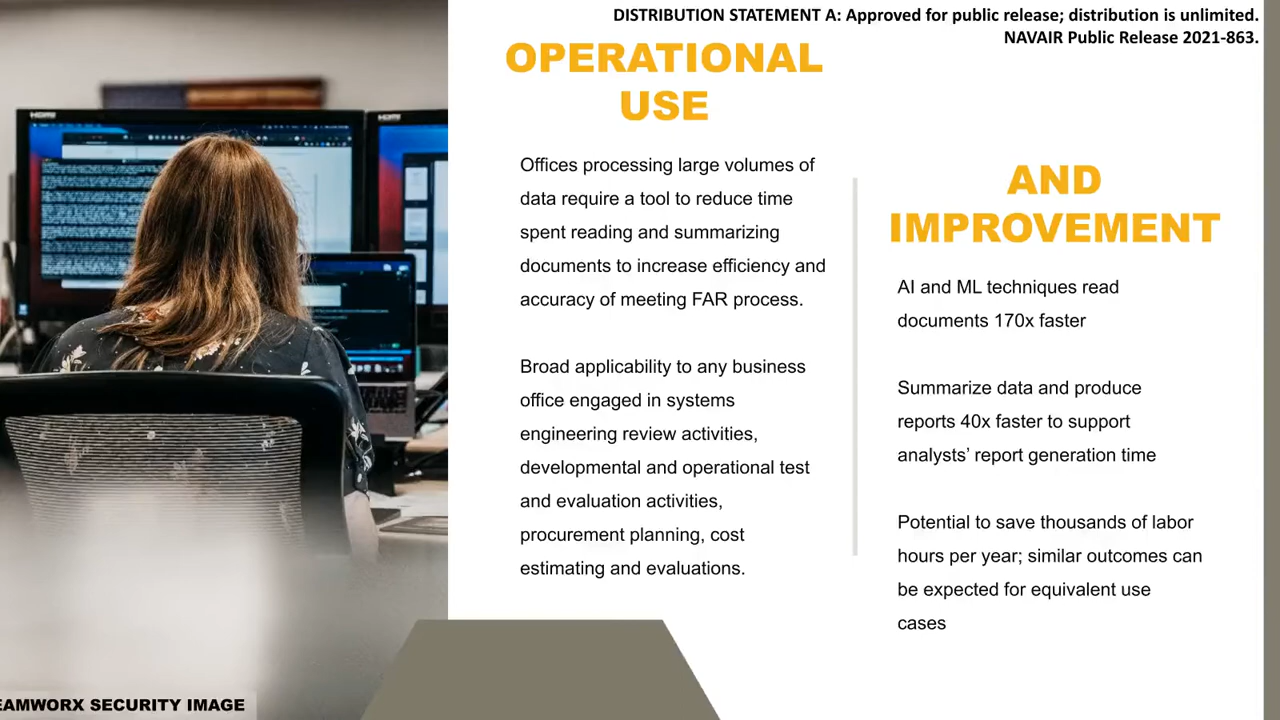 DISTRIBUTION STATEMENT A: Approved for public release; distribution is unlimited.
NAVAIR Public Release 2021-863.
OPERATIONAL
USE
Offices processing large volumes of
data require a tool to reduce time
spent reading and summarizing
documents to increase efficiency and
accuracy of meeting FAR process.
Broad applicability to any business
office engaged in systems
engineering review activities,
developmental and operational test
and evaluation activities,
procurement planning, cost
estimating and evaluations.
AND
IMPROVEMENT
AI and ML techniques read
documents 170x faster
Summarize data and produce
reports 40x faster to support
analysts’ report generation time
Potential to save thousands of labor
hours per year; similar outcomes can
be expected for equivalent use
cases
EAMWORX SECURITY IMAGE